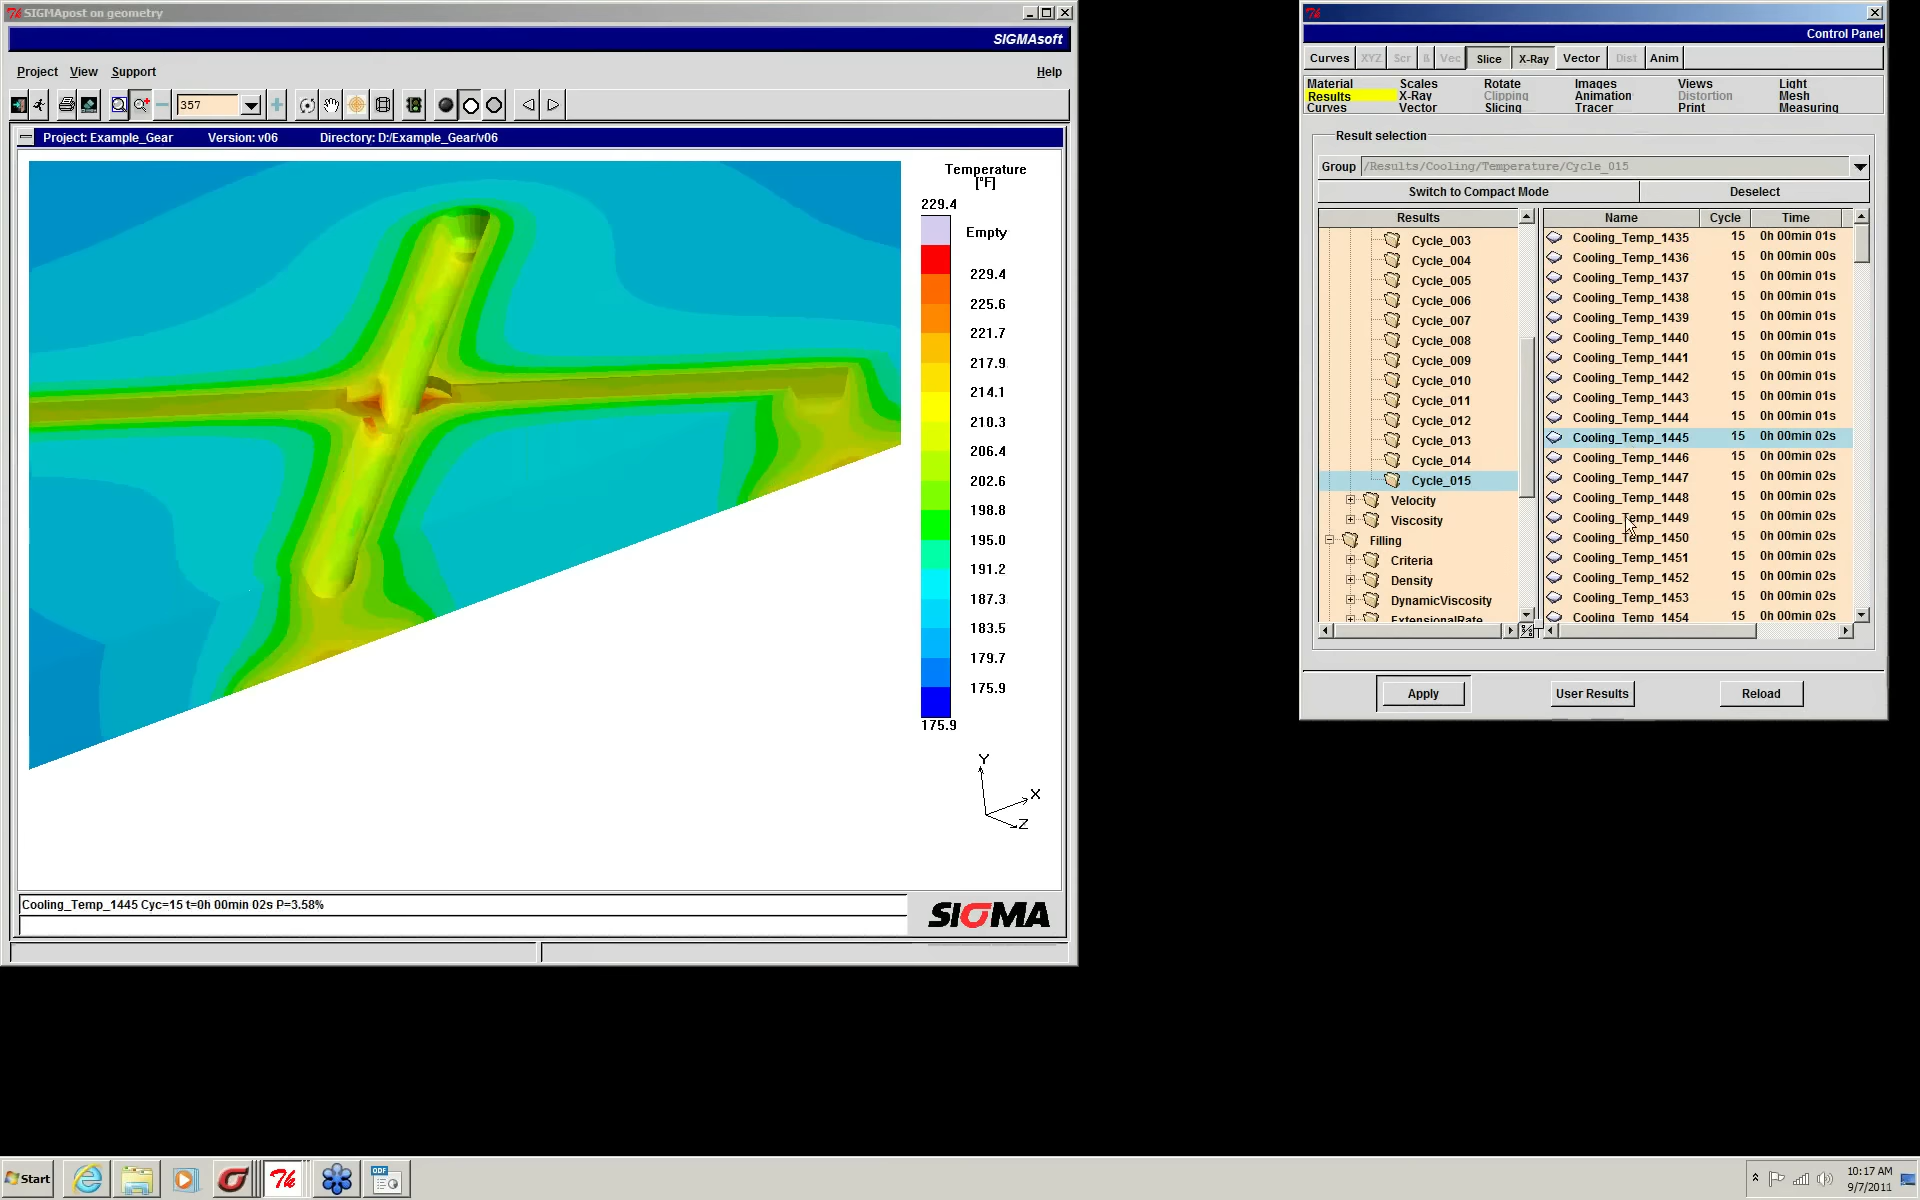 SIGMApost on geometry
SIGMAsoft
Project View Support Help
357
Project: Example_Gear Version: v06 Directory: D:/Example_Gear/v06
Temperature
[°F]
229.4
Empty
229.4
225.6
221.7
217.9
214.1
210.3
206.4
202.6
198.8
195.0
191.2
187.3
183.5
179.7
175.9
175.9
Y
X
Z
Cooling_Temp_1445 Cyc=15 t=0h 00min 02s P=3.58%
SIGMA
Control Panel
Curves XYZ Scr Vec Slice X-Ray Vector Dist Anim
Material Scales Rotate Images Views Light
Results X-Ray Clipping Animation Distortion Mesh
Curves Vector Slicing Tracer Print Measuring
Result selection
Group /Results/Cooling/Temperature/Cycle_015
Switch to Compact Mode Deselect
Results
Cycle_003
Cycle_004
Cycle_005
Cycle_006
Cycle_007
Cycle_008
Cycle_009
Cycle_010
Cycle_011
Cycle_012
Cycle_013
Cycle_014
Cycle_015
Velocity
Viscosity
Filling
Criteria
Density
DynamicViscosity
ExtensionalRate
Name Cycle Time
Cooling_Temp_1435 15 0h 00min 01s
Cooling_Temp_1436 15 0h 00min 00s
Cooling_Temp_1437 15 0h 00min 01s
Cooling_Temp_1438 15 0h 00min 01s
Cooling_Temp_1439 15 0h 00min 01s
Cooling_Temp_1440 15 0h 00min 01s
Cooling_Temp_1441 15 0h 00min 01s
Cooling_Temp_1442 15 0h 00min 01s
Cooling_Temp_1443 15 0h 00min 01s
Cooling_Temp_1444 15 0h 00min 01s
Cooling_Temp_1445 15 0h 00min 02s
Cooling_Temp_1446 15 0h 00min 02s
Cooling_Temp_1447 15 0h 00min 02s
Cooling_Temp_1448 15 0h 00min 02s
Cooling_Temp_1449 15 0h 00min 02s
Cooling_Temp_1450 15 0h 00min 02s
Cooling_Temp_1451 15 0h 00min 02s
Cooling_Temp_1452 15 0h 00min 02s
Cooling_Temp_1453 15 0h 00min 02s
Cooling_Temp_1454 15 0h 00min 02s
Apply User Results Reload
Start
ODF
10:17 AM
9/7/2011